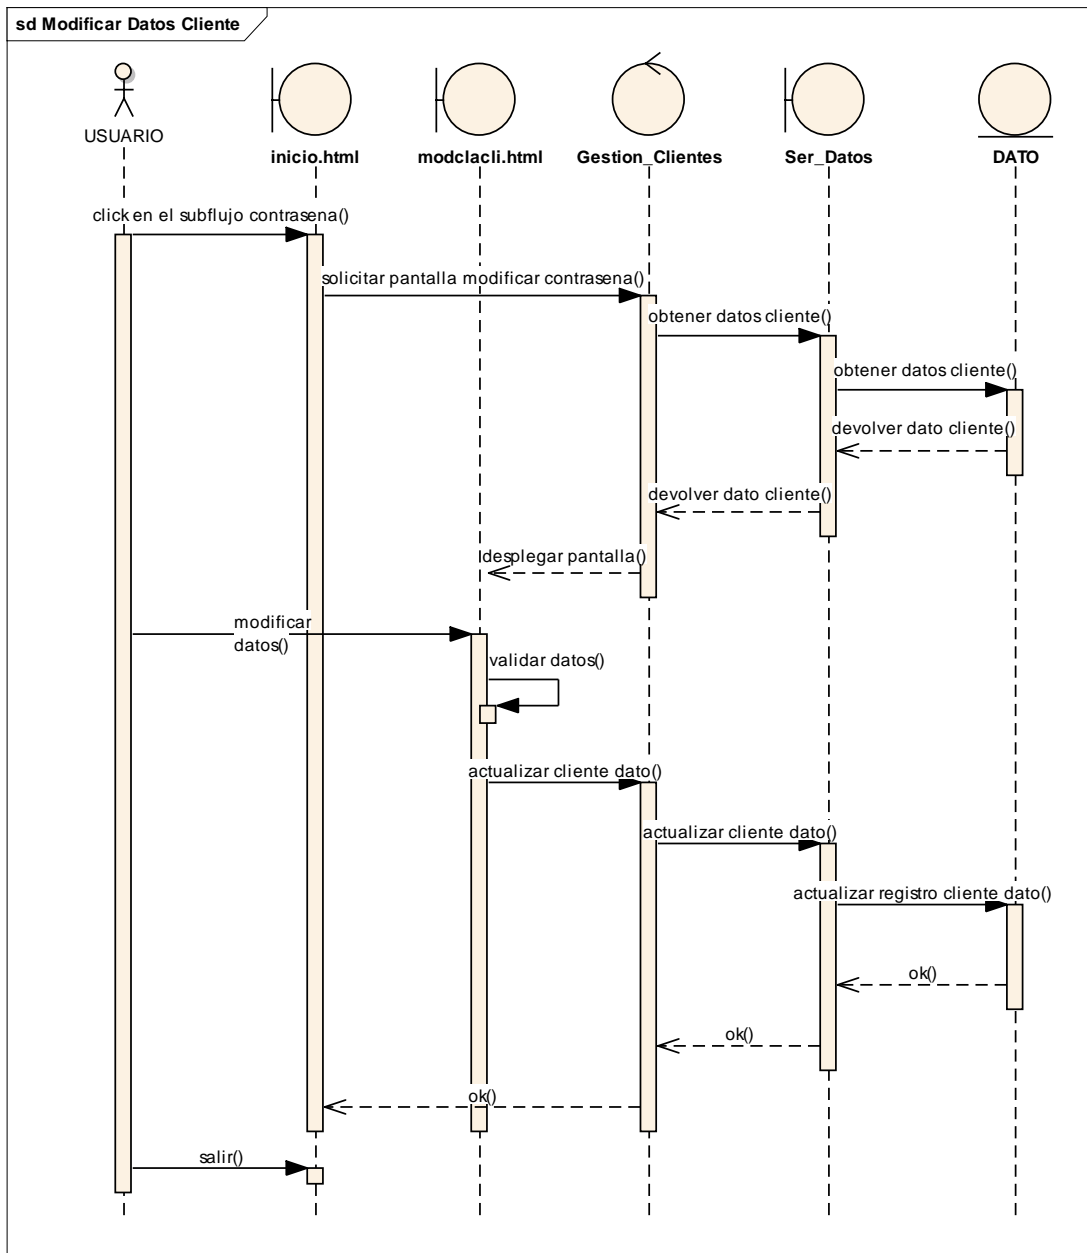 sd Modificar Datos Cliente
USUARIO
inicio.html
modclacli.html
Gestion_Clientes
Ser_Datos
DATO
click en el subflujo contrasena()
solicitar pantalla modificar contrasena()
obtener datos cliente()
obtener datos cliente()
devolver dato cliente()
devolver dato cliente()
desplegar pantalla()
modificar
datos()
validar datos()
actualizar cliente dato()
actualizar cliente dato()
actualizar registro cliente dato()
ok()
ok()
ok()
salir()